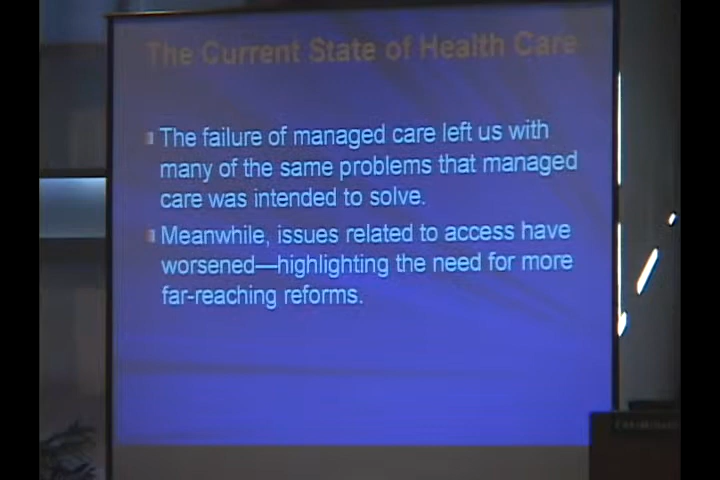 The Current State of Health Care
The failure of managed care left us with
many of the same problems that managed
care was intended to solve.
Meanwhile, issues related to access have
worsened—highlighting the need for more
far-reaching reforms.